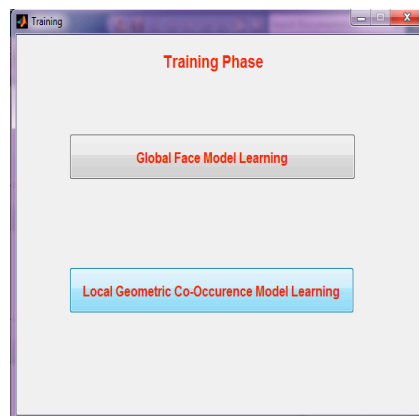 Training
Training Phase
Global Face Model Learning
Local Geometric Co-Occurence Model Learning